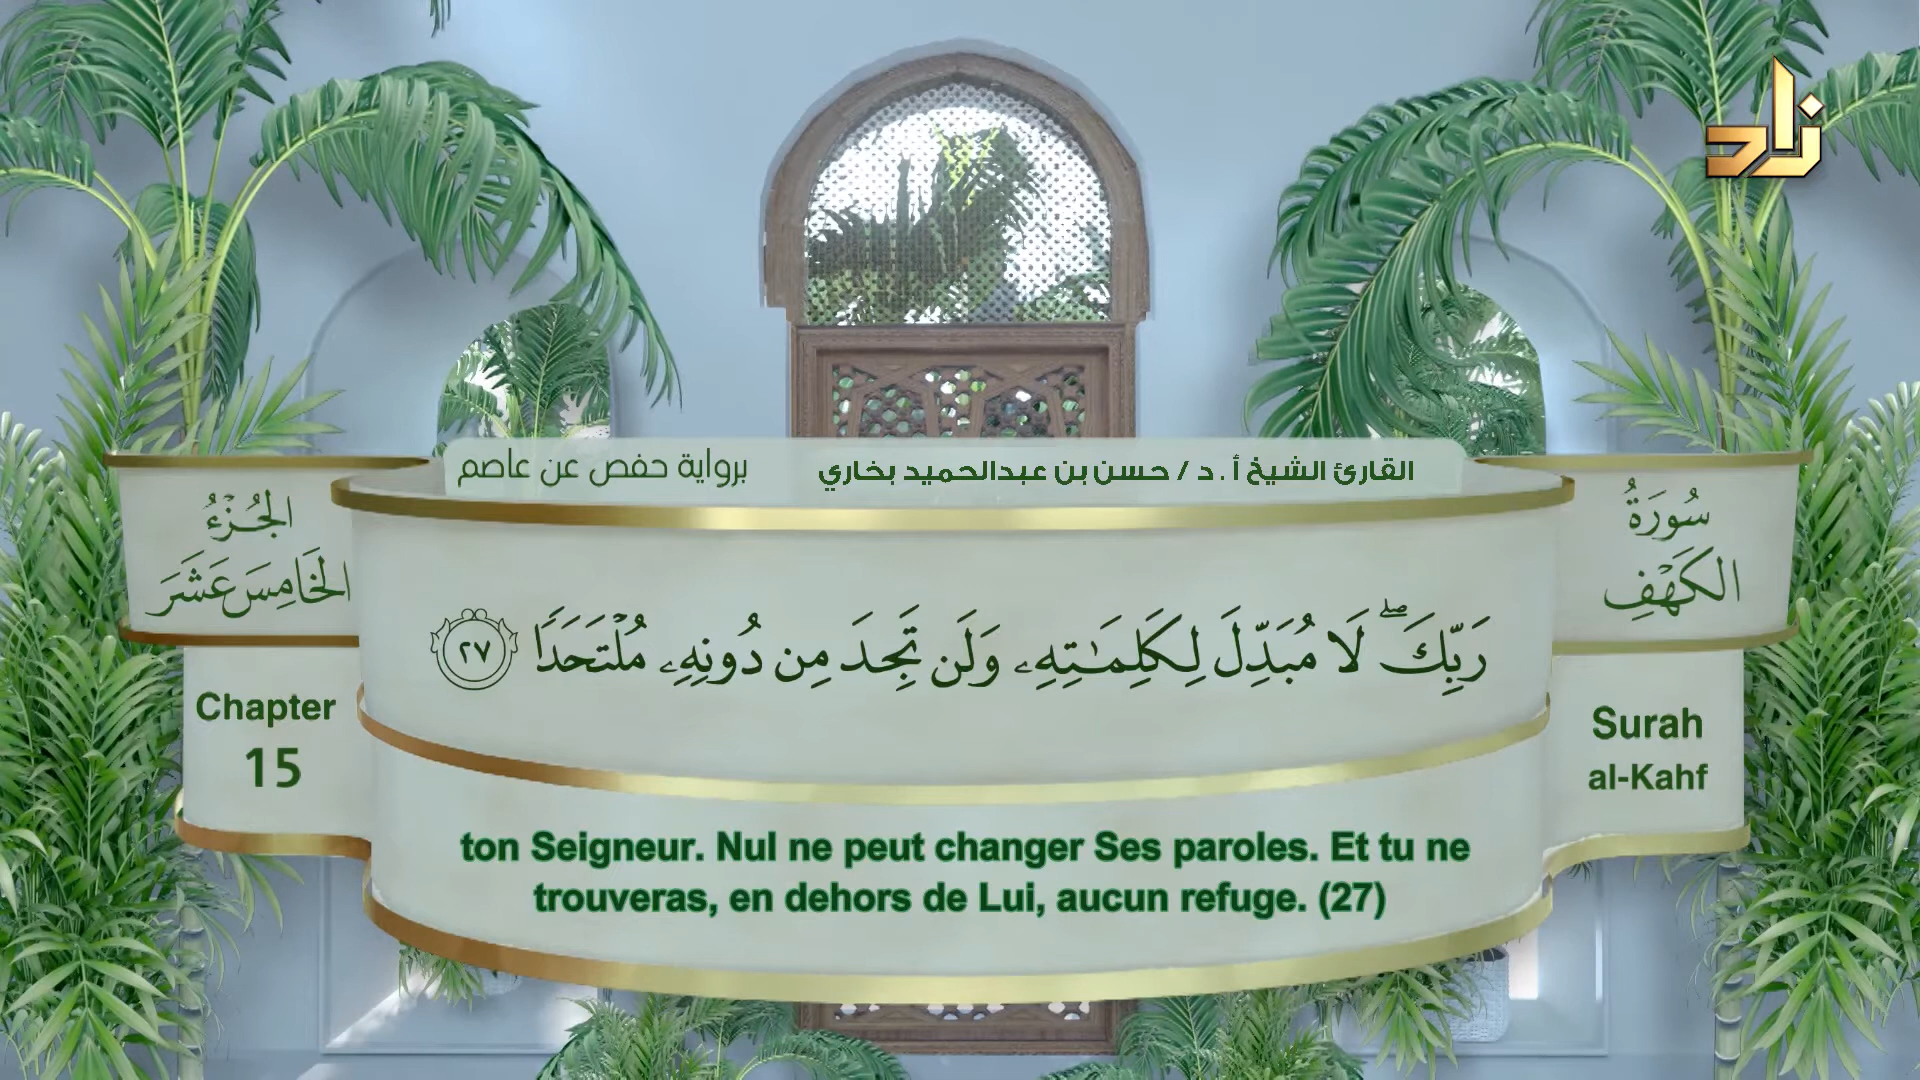 زاد
القارئ الشيخ أ . د / حسن بن عبدالحميد بخاري
برواية حفص عن عاصم
سُورَةُ
الكَهْفِ
الجُزْءُ
الخَامِسَ عَشَرَ
رَبِّكَۖ لَا مُبَدِّلَ لِكَلِمَٰتِهِۦ وَلَن تَجِدَ مِن دُونِهِۦ مُلْتَحَدًا ٢٧
Chapter
15
Surah
al-Kahf
ton Seigneur. Nul ne peut changer Ses paroles. Et tu ne
trouveras, en dehors de Lui, aucun refuge. (27)